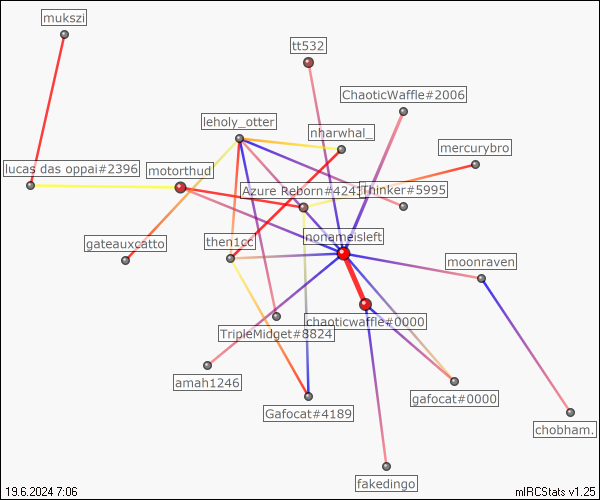 mukszi
tt532
ChaoticWaffle#2006
leholy_otter
nharwhal_
mercurybro
lucas das oppai#2396
motorthud
Azure Reborn#424
Thinker#5995
nonameisleft
gateauxcatto
then1cc
moonraven
chaoticwaffle#0000
TripleMidget#8824
amah1246
gafocat#0000
Gafocat#4189
chobham.
fakedingo
19.6.2024 7:06
mIRCStats v1.25